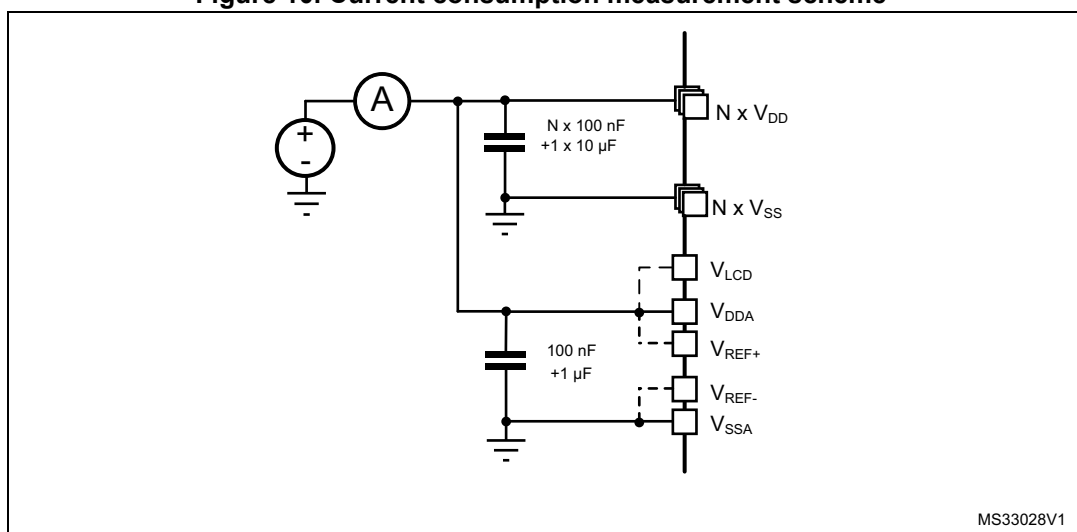 Figure 10. Current consumption measurement scheme
A
+
-
N x 100 nF
+1 x 10 µF
N x VDD
N x VSS
VLCD
VDDA
100 nF
+1 µF
VREF+
VREF-
VSSA
MS33028V1